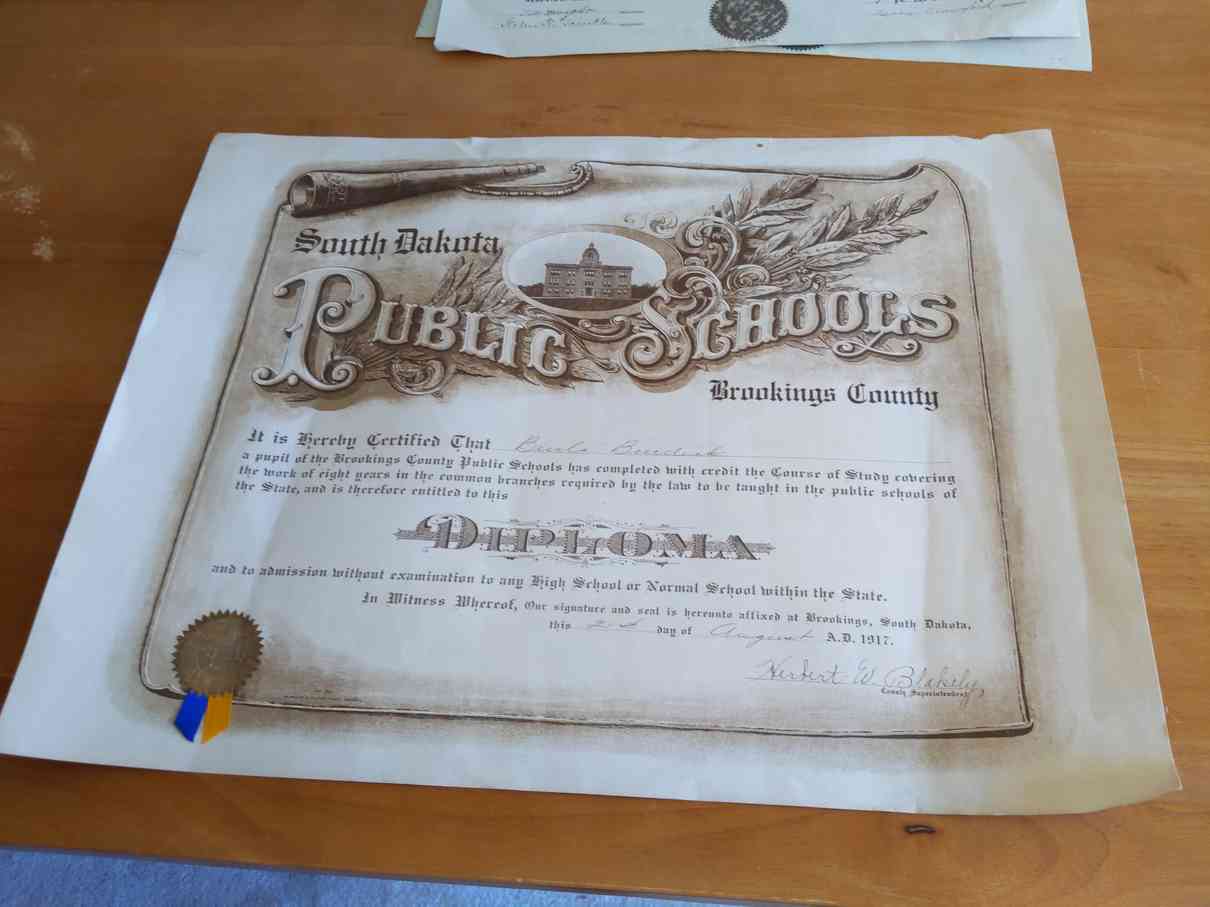 South Dakota
Public Schools
Brookings County
It is Hereby Certified That Burdick
a pupil of the Brookings County Public Schools has completed with credit the Course of Study covering
the work of eight years in the common branches required by the law to be taught in the public schools of
the State, and is therefore entitled to this
Diploma
and to admission without examination to any High School or Normal School within the State.
In Witness Whereof, Our signature and seal is hereunto affixed at Brookings, South Dakota,
this day of August A.D. 1917.
Herbert W. Blakely,
County Superintendent